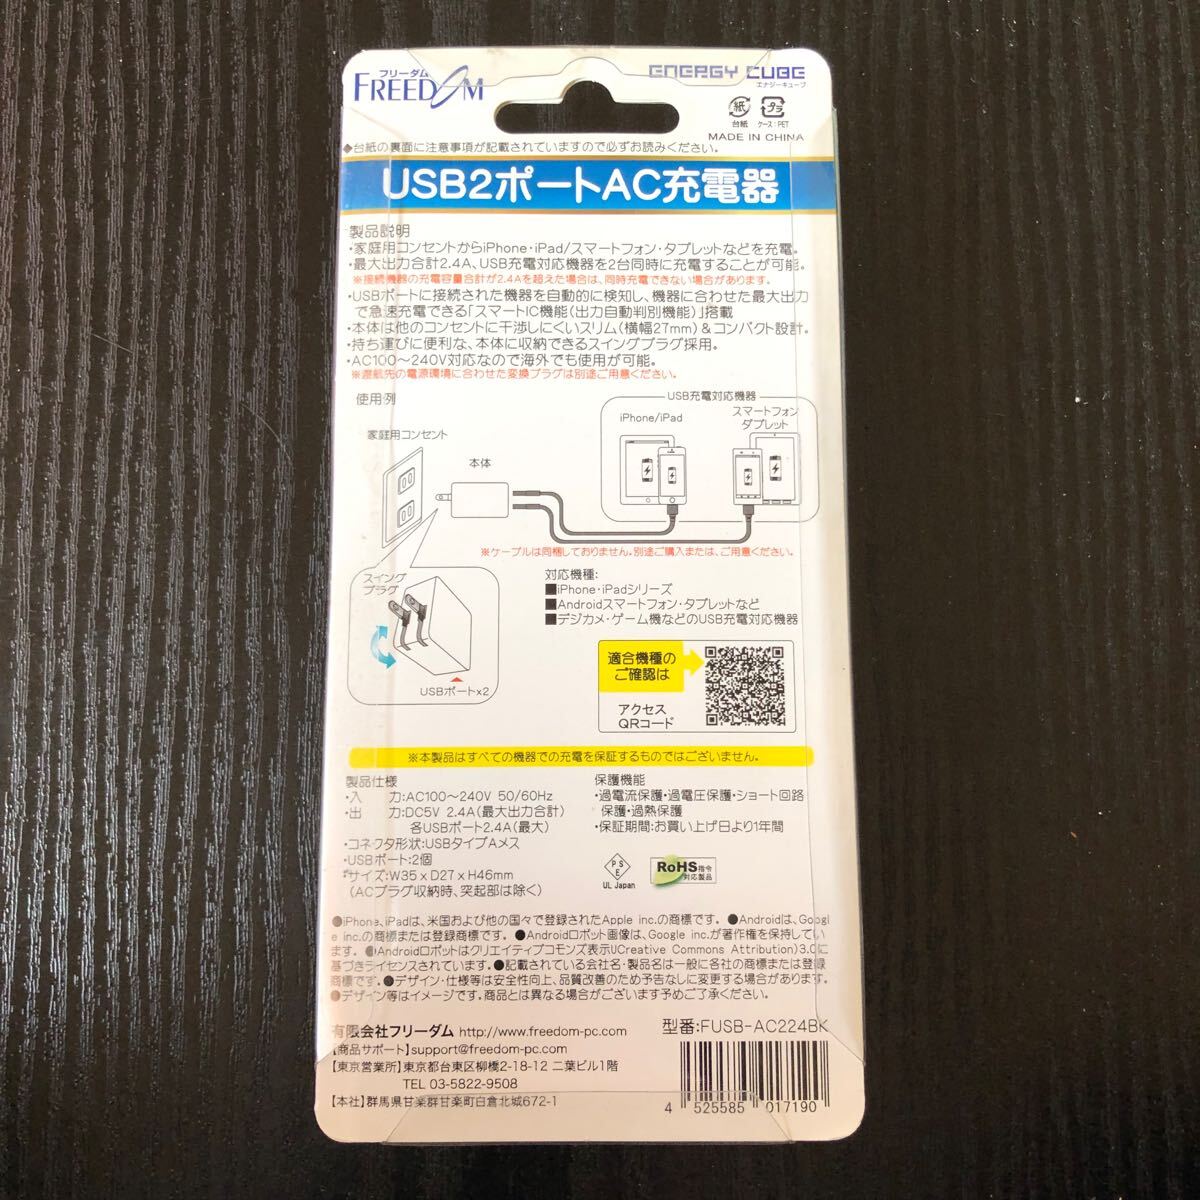 フリーダム
FREEDOM
ENERGY CUBE
エナジーキューブ
紙 プラ
台紙 ケース:PET
MADE IN CHINA
◆台紙の裏面に注意事項が記載されていますので必ずお読みください。
USB2ポートAC充電器
製品説明
・家庭用コンセントからiPhone・iPad/スマートフォン・タブレットなどを充電。
・最大出力合計2.4A、USB充電対応機器を2台同時に充電することが可能。
※接続機器の充電容量合計が2.4Aを超えた場合は、同時充電できない場合があります。
・USBポートに接続された機器を自動的に検知し、機器に合わせた最大出力
で急速充電できる「スマートIC機能(出力自動判別機能)」搭載
・本体は他のコンセントに干渉しにくいスリム(横幅27mm)&コンパクト設計。
・持ち運びに便利な、本体に収納できるスイングプラグ採用。
・AC100～240V対応なので海外でも使用が可能。
※渡航先の電源環境に合わせた変換プラグは別途ご用意ください。
使用例
USB充電対応機器
iPhone/iPad
スマートフォン
タブレット
家庭用コンセント
本体
※ケーブルは同梱しておりません。別途ご購入または、ご用意ください。
スイング
プラグ
USBポートx2
対応機種:
■iPhone・iPadシリーズ
■Androidスマートフォン・タブレットなど
■デジカメ・ゲーム機などのUSB充電対応機器
適合機種の
ご確認は
アクセス
QRコード
※本製品はすべての機器での充電を保証するものではございません。
製品仕様
・入　力:AC100～240V 50/60Hz
・出　力:DC5V 2.4A(最大出力合計)
各USBポート2.4A(最大)
・コネクタ形状:USBタイプAメス
・USBポート:2個
・サイズ:W35 x D27 x H46mm
(ACプラグ収納時、突起部は除く)
保護機能
・過電流保護・過電圧保護・ショート回路
保護・過熱保護
・保証期間:お買い上げ日より1年間
PSE
UL Japan
RoHS指令
対応製品
●iPhone、iPadは、米国および他の国々で登録されたApple inc.の商標です。 ●Androidは、Googl
e inc.の商標または登録商標です。 ●Androidロボット画像は、Google inc.が著作権を保持してい
ます。 ●Androidロボットはクリエイティブコモンズ表示U(Creative Commons Attribution)3.0に
基づきライセンスされています。●記載されている会社名・製品名は一般に各社の商標または登録
商標です。●デザイン・仕様等は安全性向上、品質改善のため予告なしに変更する場合があります。
●デザイン等はイメージです。商品とは異なる場合がございます予めご了承ください。
有限会社フリーダム http://www.freedom-pc.com
型番:FUSB-AC224BK
【商品サポート】support@freedom-pc.com
【東京営業所】東京都台東区柳橋2-18-12 二葉ビル1階
TEL 03-5822-9508
【本社】群馬県甘楽群甘楽町白倉北城672-1
4 525585 017190